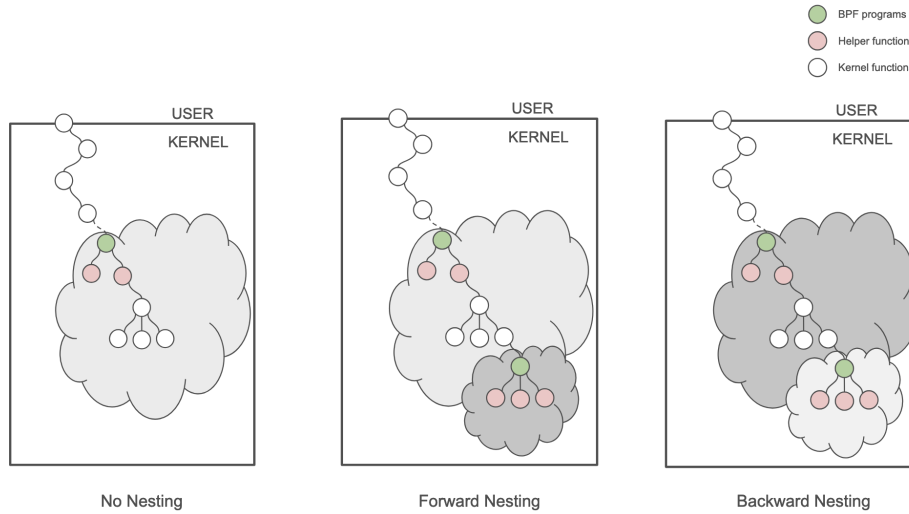 BPF programs
Helper function
Kernel function
USER
KERNEL
USER
KERNEL
USER
KERNEL
No Nesting
Forward Nesting
Backward Nesting